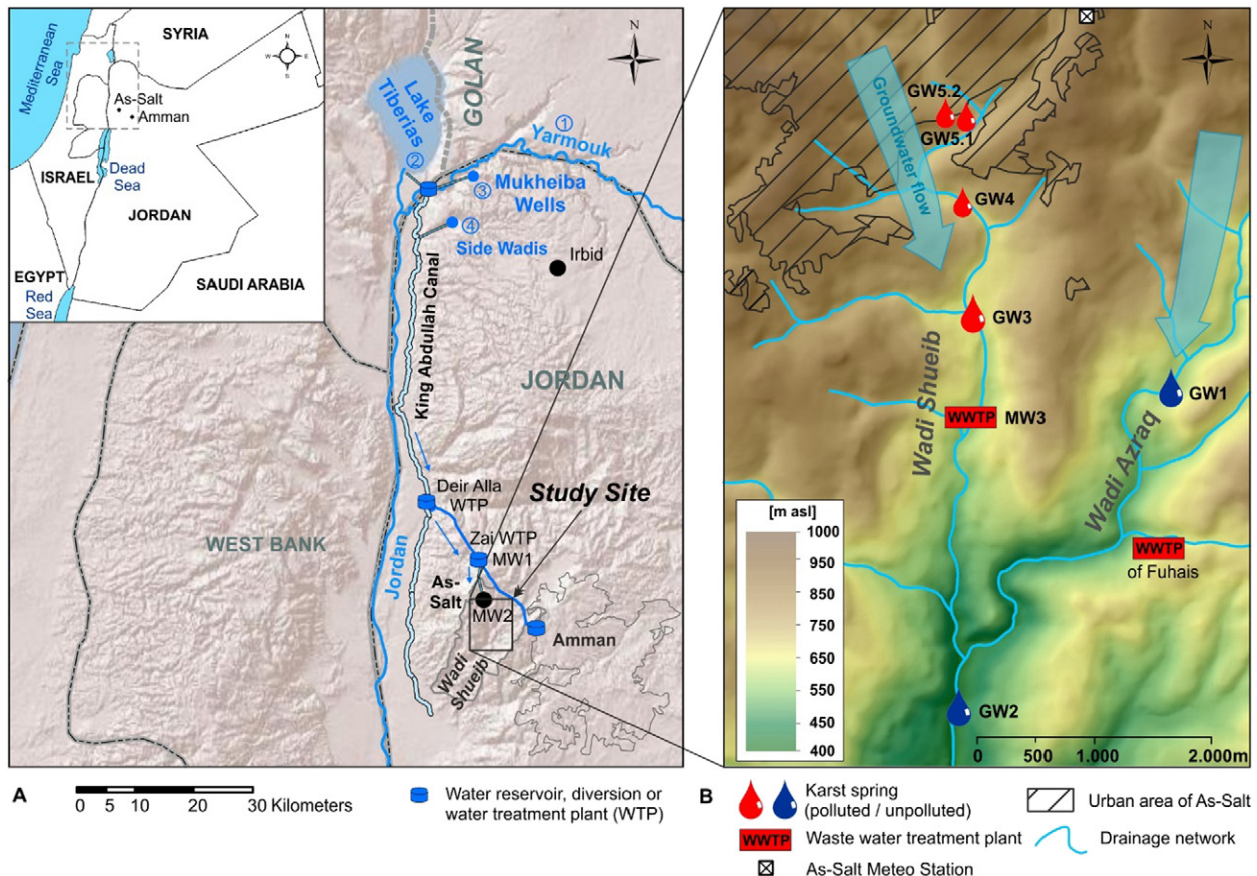 SYRIA
Mediterranean
Sea
N
W
E
S
As-Salt
Amman
ISRAEL
Dead
Sea
JORDAN
EGYPT
Red
Sea
SAUDI ARABIA
N
GOLAN
Lake
Tiberias
①
Yarmouk
②
③
Mukheiba
Wells
④
Side Wadis
Irbid
King Abdullah Canal
JORDAN
Deir Alla
WTP
Study Site
WEST BANK
Jordan
Zai WTP
MW1
As-
Salt
MW2
Amman
Wadi
Shueib
N
GW5.2
GW5.1
Groundwater flow
GW4
GW3
Wadi Shueib
GW1
WWTP MW3
Wadi Azraq
WWTP
of Fuhais
[m asl]
1000
950
850
750
650
550
450
400
GW2
0 500 1.000 2.000m
A
0 5 10 20 30 Kilometers
Water reservoir, diversion or
water treatment plant (WTP)
B
Karst spring
(polluted / unpolluted)
Urban area of As-Salt
WWTP Waste water treatment plant
Drainage network
As-Salt Meteo Station